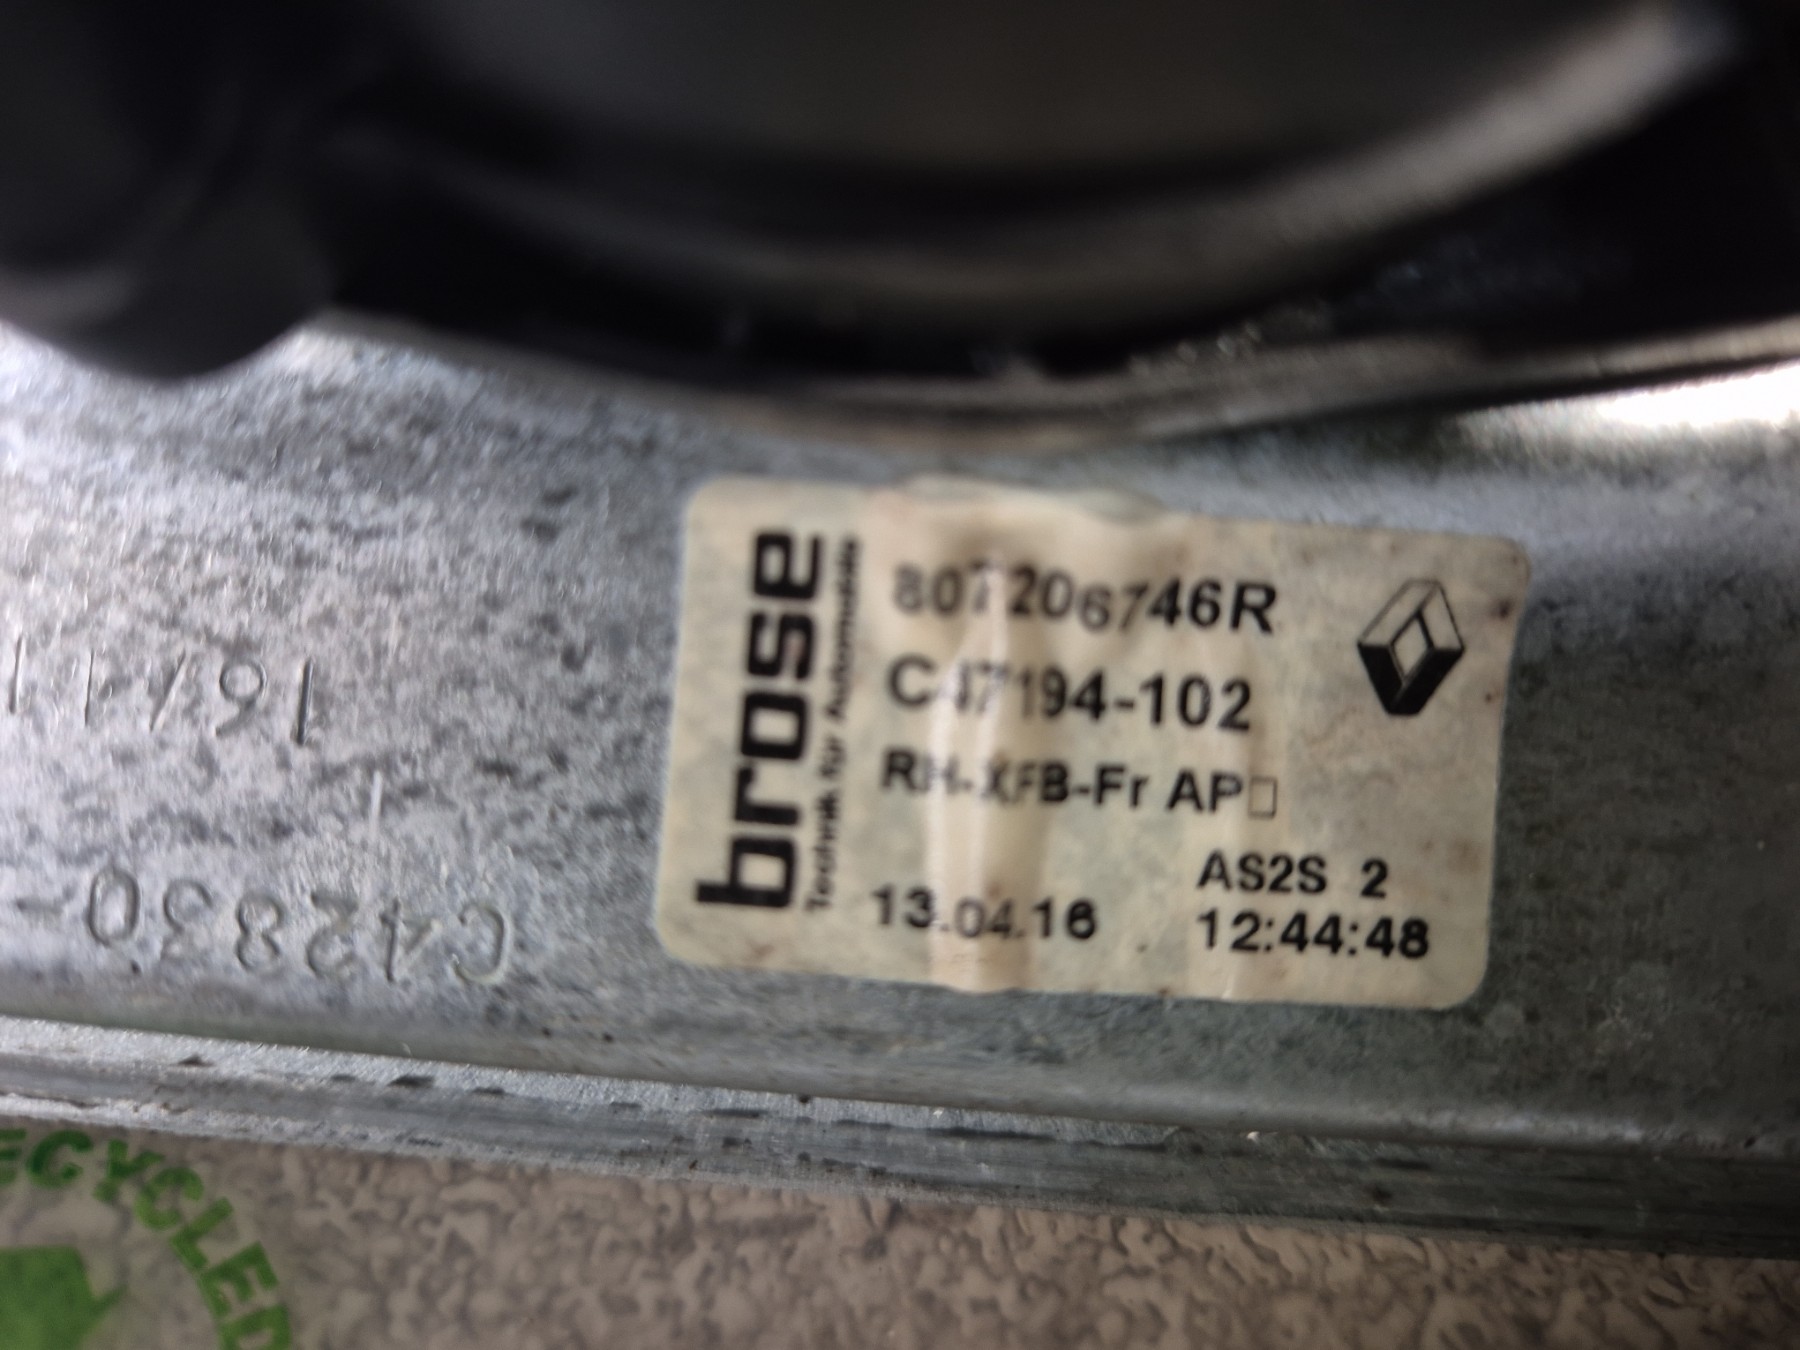 brose
Technik für Automobile
807206746R
C47194-102
RH-XFB-Fr AP□
AS2S 2
13.04.16 12:44:48
C42830-
RECYCLED